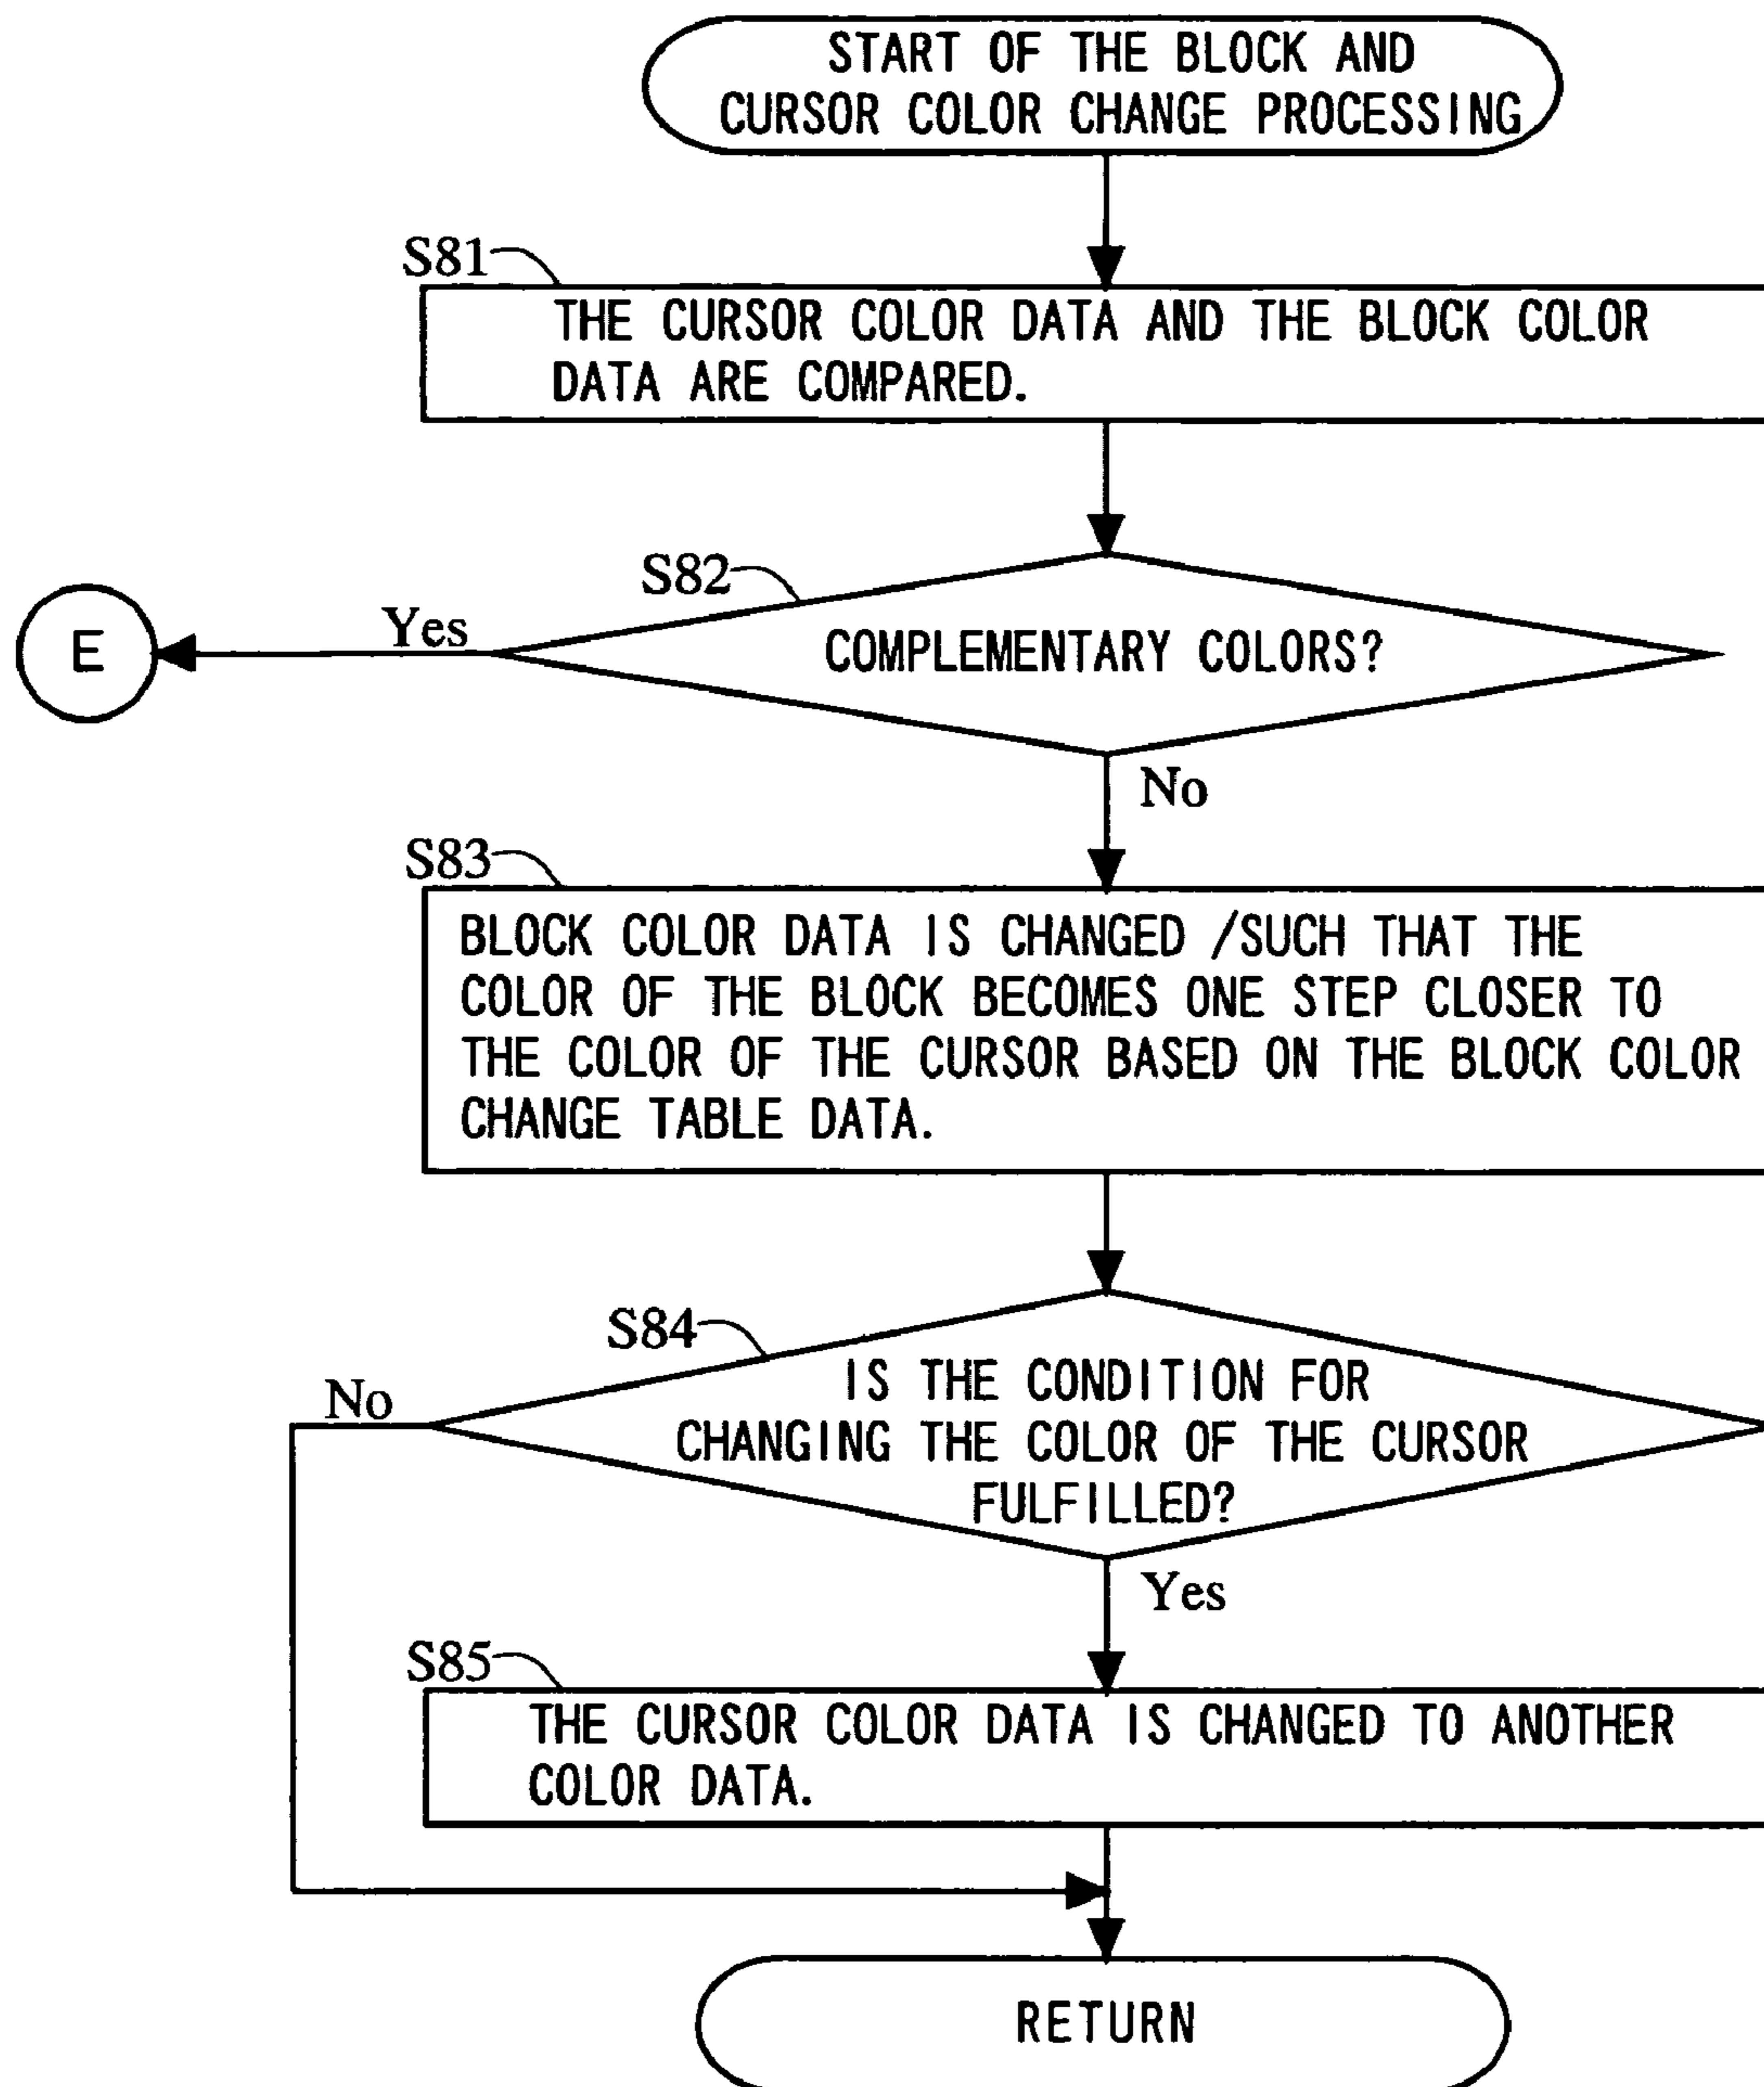 START OF THE BLOCK AND
CURSOR COLOR CHANGE PROCESSING
S81
THE CURSOR COLOR DATA AND THE BLOCK COLOR
DATA ARE COMPARED.
S82
E
Yes
COMPLEMENTARY COLORS?
No
S83
BLOCK COLOR DATA IS CHANGED /SUCH THAT THE
COLOR OF THE BLOCK BECOMES ONE STEP CLOSER TO
THE COLOR OF THE CURSOR BASED ON THE BLOCK COLOR
CHANGE TABLE DATA.
S84
No
IS THE CONDITION FOR
CHANGING THE COLOR OF THE CURSOR
FULFILLED?
Yes
S85
THE CURSOR COLOR DATA IS CHANGED TO ANOTHER
COLOR DATA.
RETURN